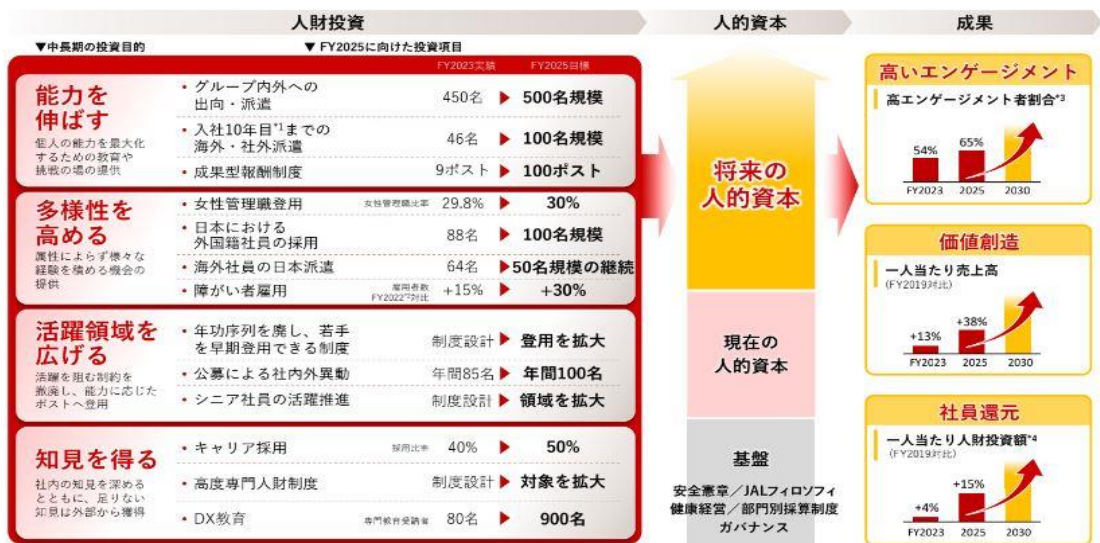 人財投資
人的資本
成果
▼中長期の投資目的
▼ FY2025に向けた投資項目
FY2023実績
FY2025目標
能力を
伸ばす
個人の能力を最大化
するための教育や
挑戦の場の提供
• グループ内外への
出向・派遣
450名 ▶ 500名規模
• 入社10年目*1までの
海外・社外派遣
46名 ▶ 100名規模
• 成果型報酬制度
9ポスト ▶ 100ポスト
多様性を
高める
属性によらず様々な
経験を積める機会の
提供
• 女性管理職登用
女性管理職比率 29.8% ▶ 30%
• 日本における
外国籍社員の採用
88名 ▶ 100名規模
• 海外社員の日本派遣
64名 ▶ 50名規模の継続
• 障がい者雇用
雇用者数
FY2022*2対比
+15% ▶ +30%
活躍領域を
広げる
活躍を阻む制約を
撤廃し、能力に応じた
ポストへ登用
• 年功序列を廃し、若手
を早期登用できる制度
制度設計 ▶ 登用を拡大
• 公募による社内外異動
年間85名 ▶ 年間100名
• シニア社員の活躍推進
制度設計 ▶ 領域を拡大
知見を得る
社内の知見を深める
とともに、足りない
知見は外部から獲得
• キャリア採用
採用比率 40% ▶ 50%
• 高度専門人財制度
制度設計 ▶ 対象を拡大
• DX教育
専門教育受講者 80名 ▶ 900名
将来の
人的資本
現在の
人的資本
基盤
安全憲章／JALフィロソフィ
健康経営／部門別採算制度
ガバナンス
高いエンゲージメント
高エンゲージメント者割合*3
54%
65%
FY2023 2025 2030
価値創造
一人当たり売上高
(FY2019対比)
+13%
+38%
FY2023 2025 2030
社員還元
一人当たり人財投資額*4
(FY2019対比)
+4%
+15%
FY2023 2025 2030